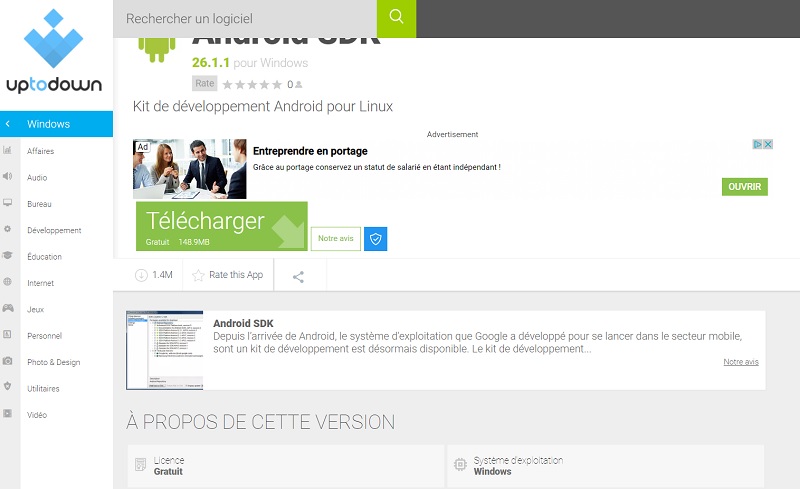 uptodown
Rechercher un logiciel
Windows
Affaires
Audio
Bureau
Développement
Éducation
Internet
Jeux
Personnel
Photo & Design
Utilitaires
Vidéo
Android SDK
26.1.1 pour Windows
Rate 0
Kit de développement Android pour Linux
Advertisement
Ad
Entreprendre en portage
Grâce au portage conservez un statut de salarié en étant indépendant !
OUVRIR
Télécharger
Gratuit 148.9MB
Notre avis
1.4M
Rate this App
Android SDK
Depuis l'arrivée de Android, le système d'exploitation que Google a développé pour se lancer dans le secteur mobile,
sont un kit de développement est désormais disponible. Le kit de développement...
Notre avis
À PROPOS DE CETTE VERSION
Licence
Gratuit
Système d'exploitation
Windows